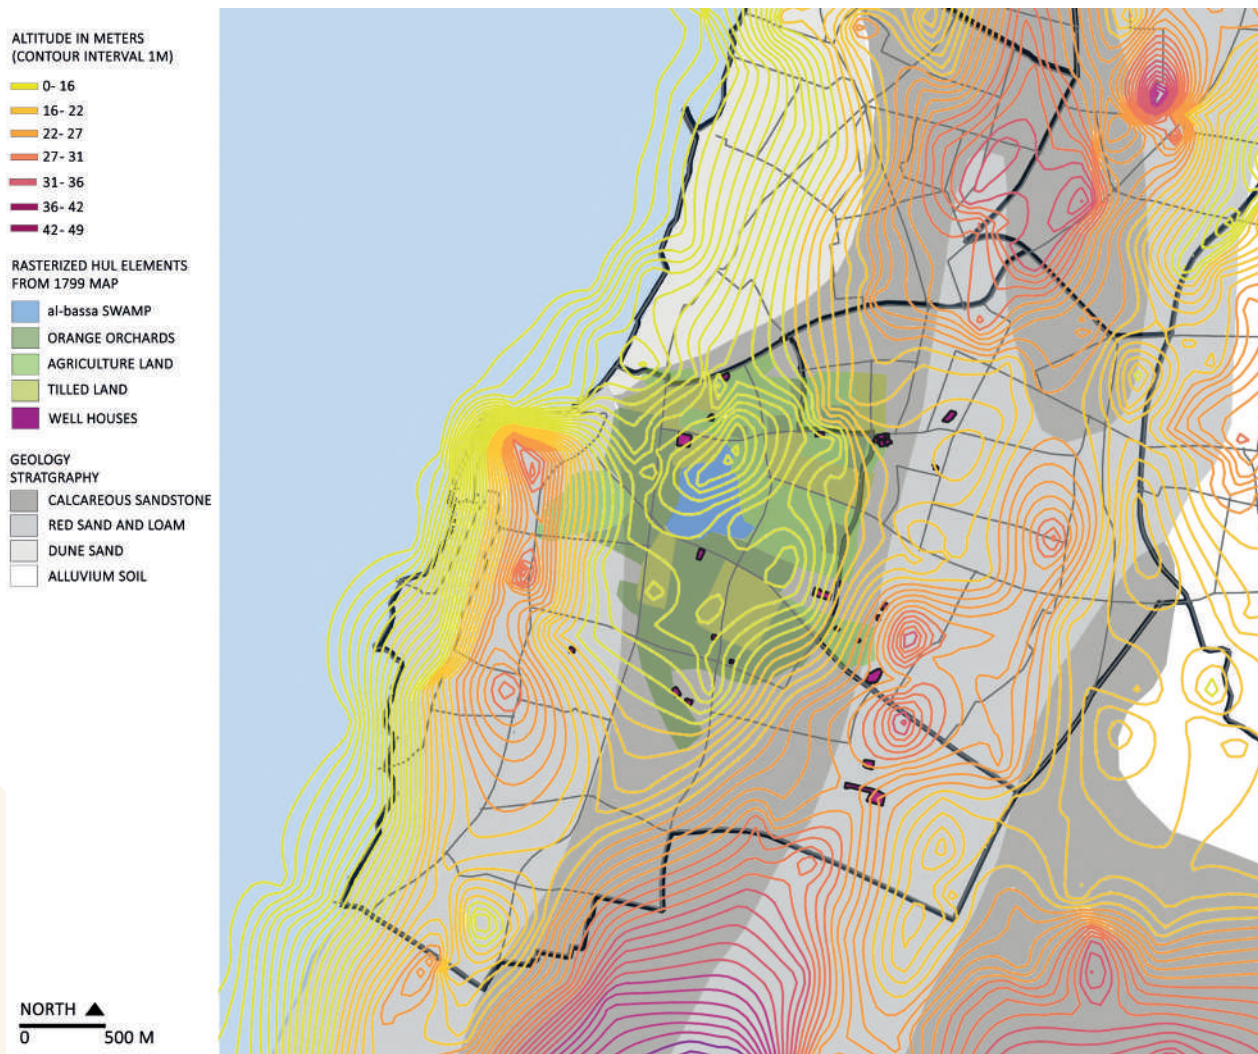 ALTITUDE IN METERS
(CONTOUR INTERVAL 1M)
0- 16
16- 22
22- 27
27- 31
31- 36
36- 42
42- 49
RASTERIZED HUL ELEMENTS
FROM 1799 MAP
al-bassa SWAMP
ORANGE ORCHARDS
AGRICULTURE LAND
TILLED LAND
WELL HOUSES
GEOLOGY
STRATGRAPHY
CALCAREOUS SANDSTONE
RED SAND AND LOAM
DUNE SAND
ALLUVIUM SOIL
NORTH
0 500 M